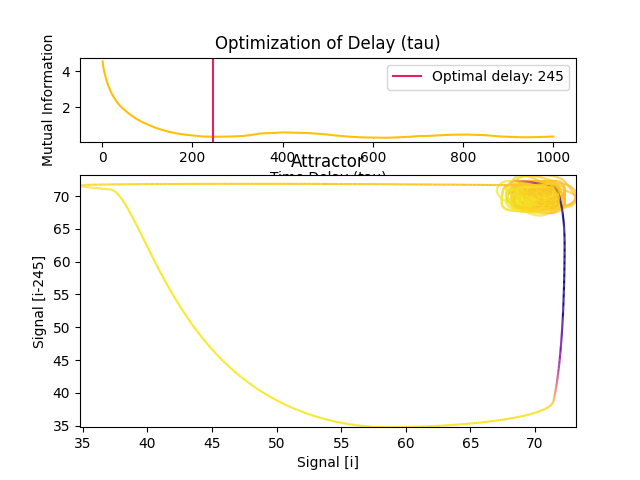 Optimization of Delay (tau)
Mutual Information
4
2
Optimal delay: 245
0 200 400 600 800 1000
Time Delay (tau)
Attractor
Signal [i-245]
70
65
60
55
50
45
40
35
35 40 45 50 55 60 65 70
Signal [i]